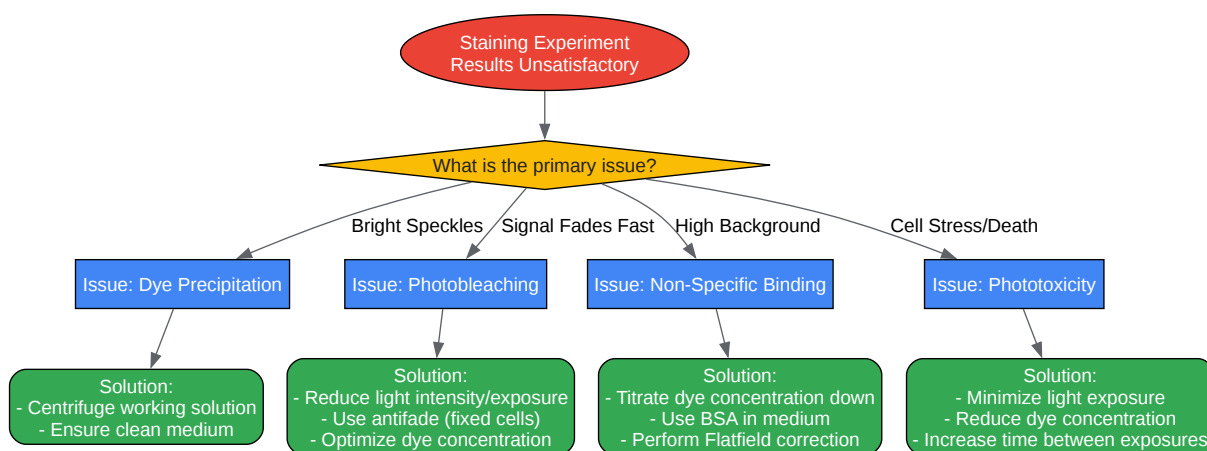 Staining Experiment
Results Unsatisfactory
What is the primary issue?
Bright Speckles
Signal Fades Fast
High Background
Cell Stress/Death
Issue: Dye Precipitation
Issue: Photobleaching
Issue: Non-Specific Binding
Issue: Phototoxicity
Solution:
- Centrifuge working solution
- Ensure clean medium
Solution:
- Reduce light intensity/exposure
- Use antifade (fixed cells)
- Optimize dye concentration
Solution:
- Titrate dye concentration down
- Use BSA in medium
- Perform Flatfield correction
Solution:
- Minimize light exposure
- Reduce dye concentration
- Increase time between exposures